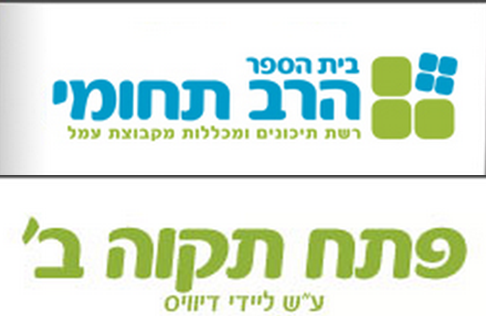 בית הספר
הרב תחומי
רשת תיכונים ומכללות מקבוצת עמל
פתח תקוה ב'
ע"ש ליידי דיוויס